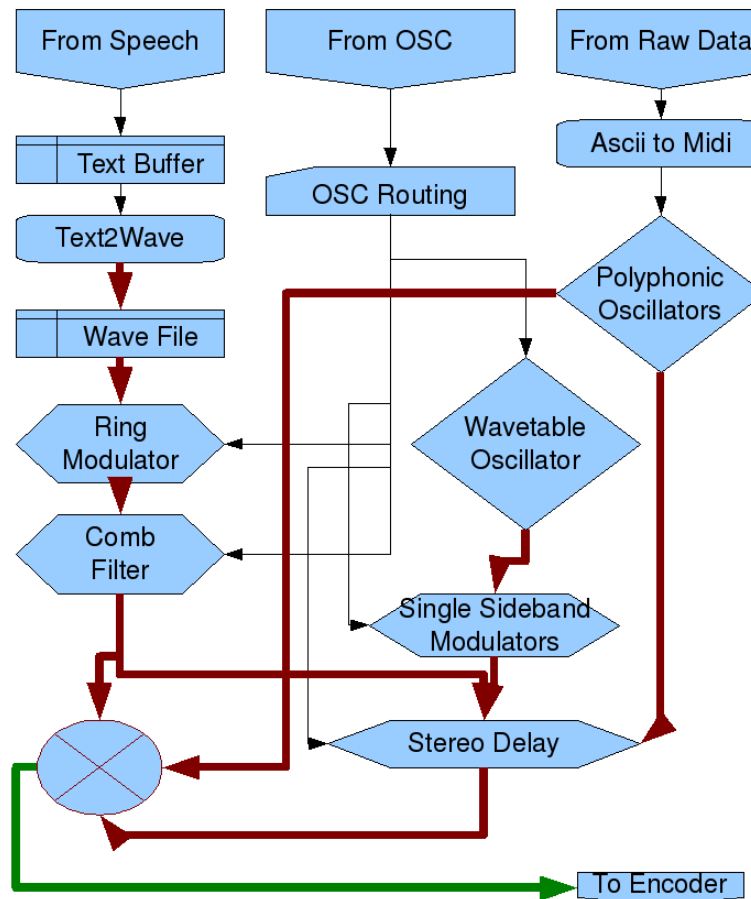 From Speech
From OSC
From Raw Data
Text Buffer
Ascii to Midi
OSC Routing
Text2Wave
Polyphonic
Oscillators
Wave File
Ring
Modulator
Wavetable
Oscillator
Comb
Filter
Single Sideband
Modulators
Stereo Delay
To Encoder